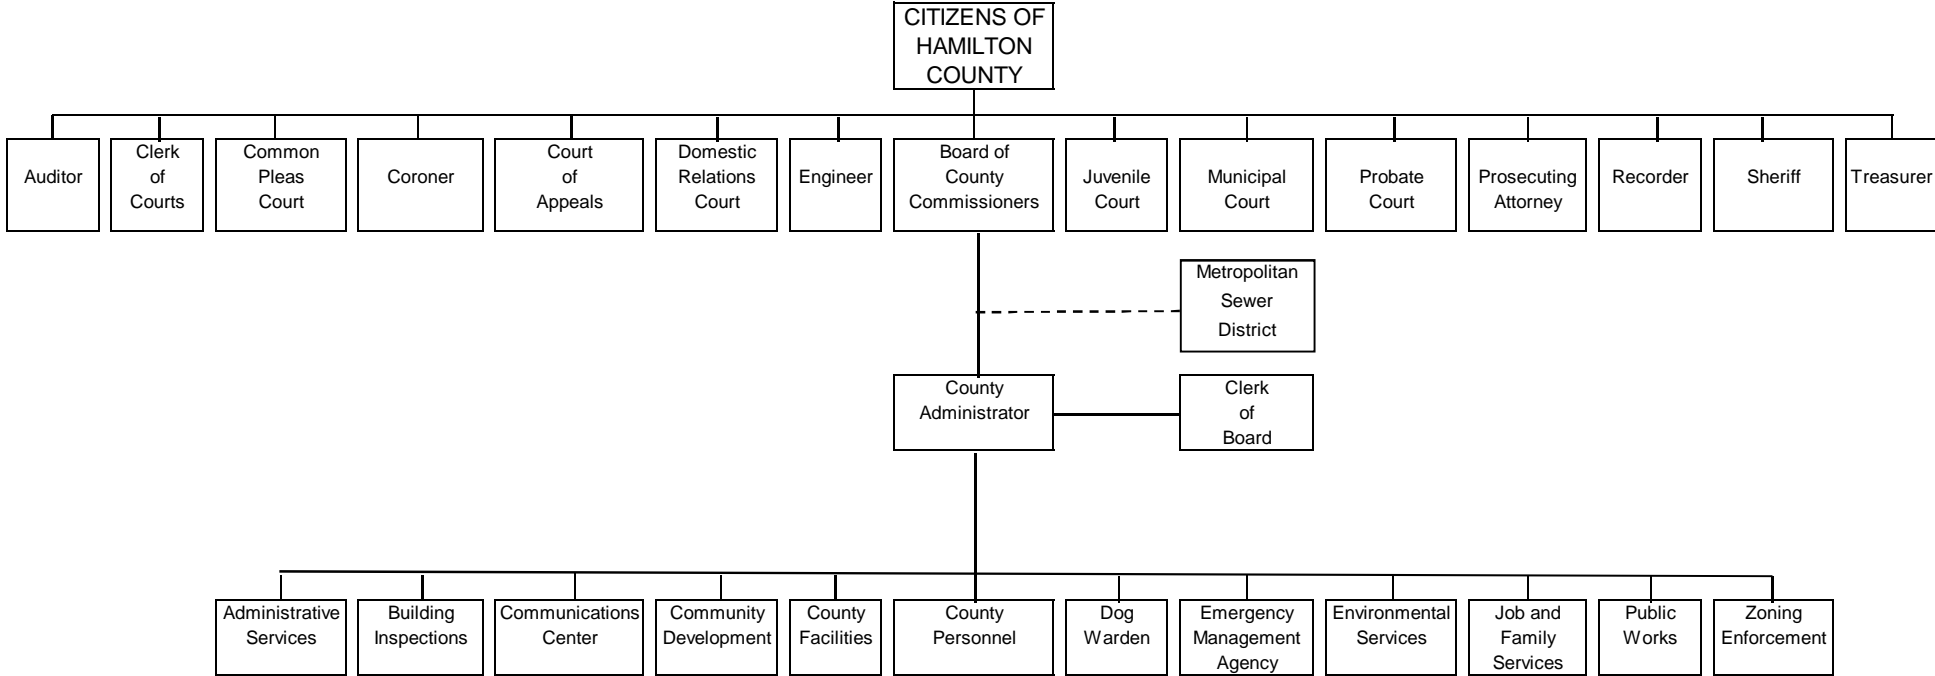 CITIZENS OF
HAMILTON
COUNTY
Auditor
Clerk
of
Courts
Common
Pleas
Court
Coroner
Court
of
Appeals
Domestic
Relations
Court
Engineer
Board of
County
Commissioners
Juvenile
Court
Municipal
Court
Probate
Court
Prosecuting
Attorney
Recorder
Sheriff
Treasurer
Metropolitan
Sewer
District
County
Administrator
Clerk
of
Board
Administrative
Services
Building
Inspections
Communications
Center
Community
Development
County
Facilities
County
Personnel
Dog
Warden
Emergency
Management
Agency
Environmental
Services
Job and
Family
Services
Public
Works
Zoning
Enforcement